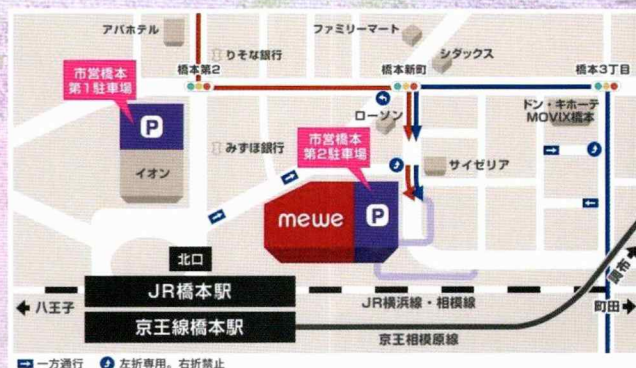 アパホテル
ファミリーマート
シダックス
りそな銀行
市営橋本
第1駐車場
橋本第2
橋本新町
橋本3丁目
P
ローソン
ドン・キホーテ
MOVIX橋本
みずほ銀行
市営橋本
第2駐車場
サイゼリア
イオン
mewe
P
北口
JR橋本駅
京王線橋本駅
八王子
JR横浜線・相模線
調布
町田
京王相模原線
一方通行
左折専用。右折禁止